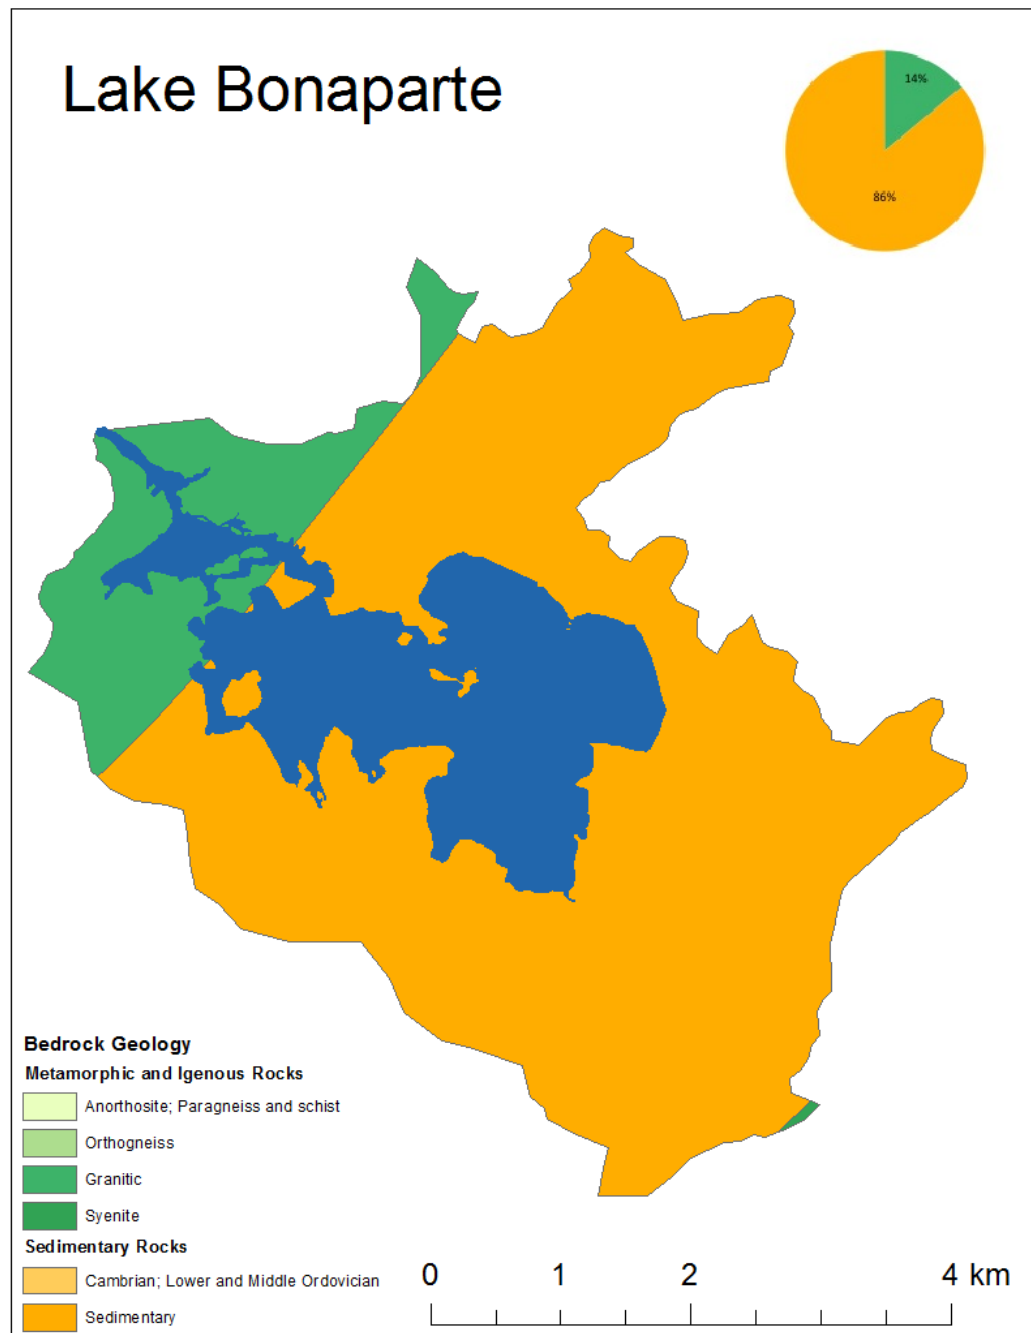 Lake Bonaparte
14%
86%
Bedrock Geology
Metamorphic and Igenous Rocks
Anorthosite; Paragneiss and schist
Orthogneiss
Granitic
Syenite
Sedimentary Rocks
Cambrian; Lower and Middle Ordovician
Sedimentary
0 1 2 4 km